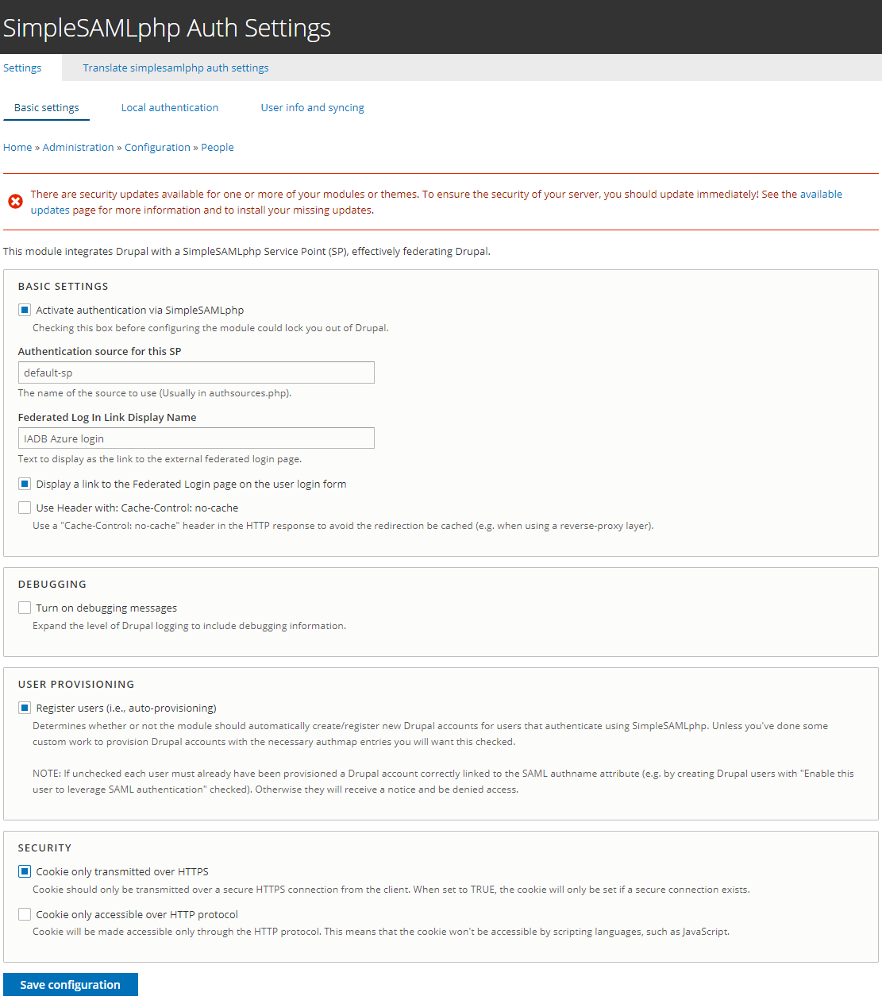 SimpleSAMLphp Auth Settings
Settings
Translate simplesamlphp auth settings
Basic settings
Local authentication
User info and syncing
Home » Administration » Configuration » People
There are security updates available for one or more of your modules or themes. To ensure the security of your server, you should update immediately! See the available
updates page for more information and to install your missing updates.
This module integrates Drupal with a SimpleSAMLphp Service Point (SP), effectively federating Drupal.
BASIC SETTINGS
Activate authentication via SimpleSAMLphp
Checking this box before configuring the module could lock you out of Drupal.
Authentication source for this SP
default-sp
The name of the source to use (Usually in authsources.php).
Federated Log In Link Display Name
IADB Azure login
Text to display as the link to the external federated login page.
Display a link to the Federated Login page on the user login form
Use Header with: Cache-Control: no-cache
Use a "Cache-Control: no-cache" header in the HTTP response to avoid the redirection be cached (e.g. when using a reverse-proxy layer).
DEBUGGING
Turn on debugging messages
Expand the level of Drupal logging to include debugging information.
USER PROVISIONING
Register users (i.e., auto-provisioning)
Determines whether or not the module should automatically create/register new Drupal accounts for users that authenticate using SimpleSAMLphp. Unless you've done some
custom work to provision Drupal accounts with the necessary authmap entries you will want this checked.
NOTE: If unchecked each user must already have been provisioned a Drupal account correctly linked to the SAML authname attribute (e.g. by creating Drupal users with "Enable this
user to leverage SAML authentication" checked). Otherwise they will receive a notice and be denied access.
SECURITY
Cookie only transmitted over HTTPS
Cookie should only be transmitted over a secure HTTPS connection from the client. When set to TRUE, the cookie will only be set if a secure connection exists.
Cookie only accessible over HTTP protocol
Cookie will be made accessible only through the HTTP protocol. This means that the cookie won't be accessible by scripting languages, such as JavaScript.
Save configuration